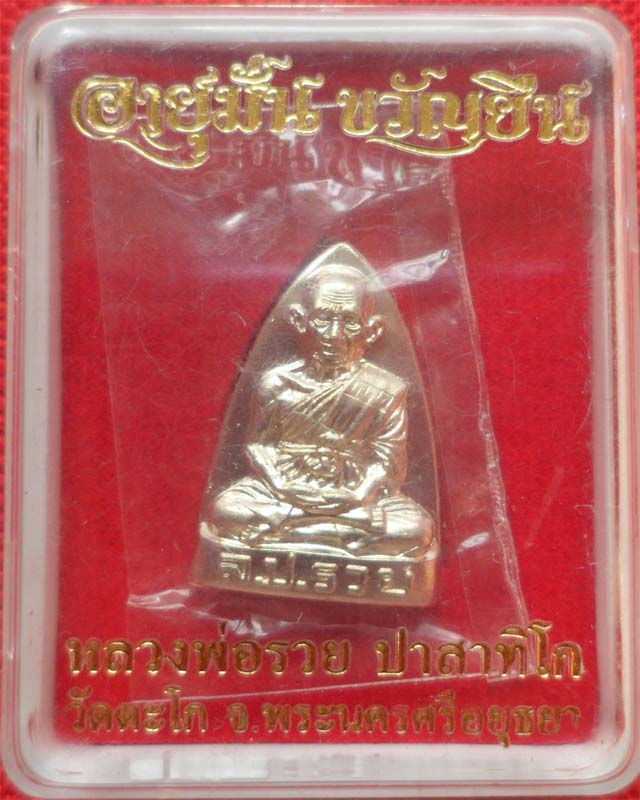 อายุมั่น ขวัญยืน
ล.ป.รวย
หลวงพ่อรวย ปาสาทิโก
วัดตะโก จ.พระนครศรีอยุธยา